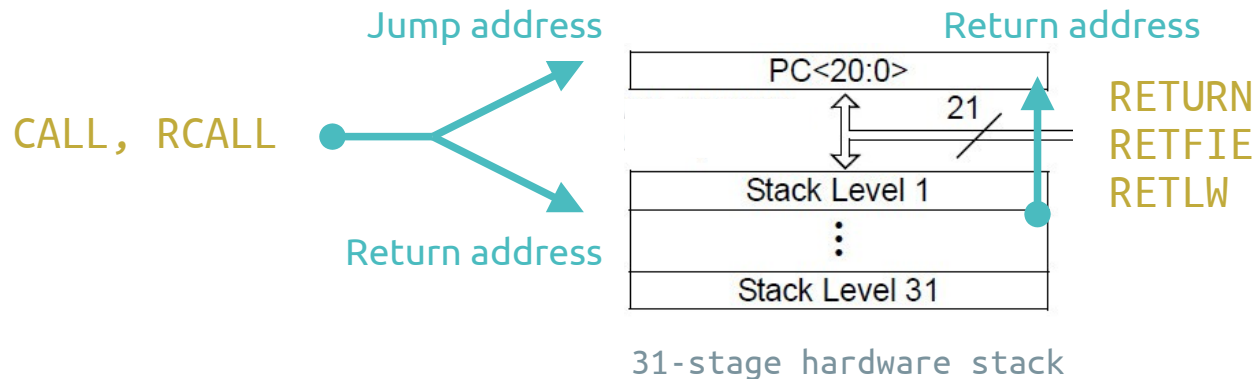 Jump address
Return address
PC<20:0>
CALL, RCALL
21
RETURN
RETFIE
RETLW
Stack Level 1
Return address
Stack Level 31
31-stage hardware stack